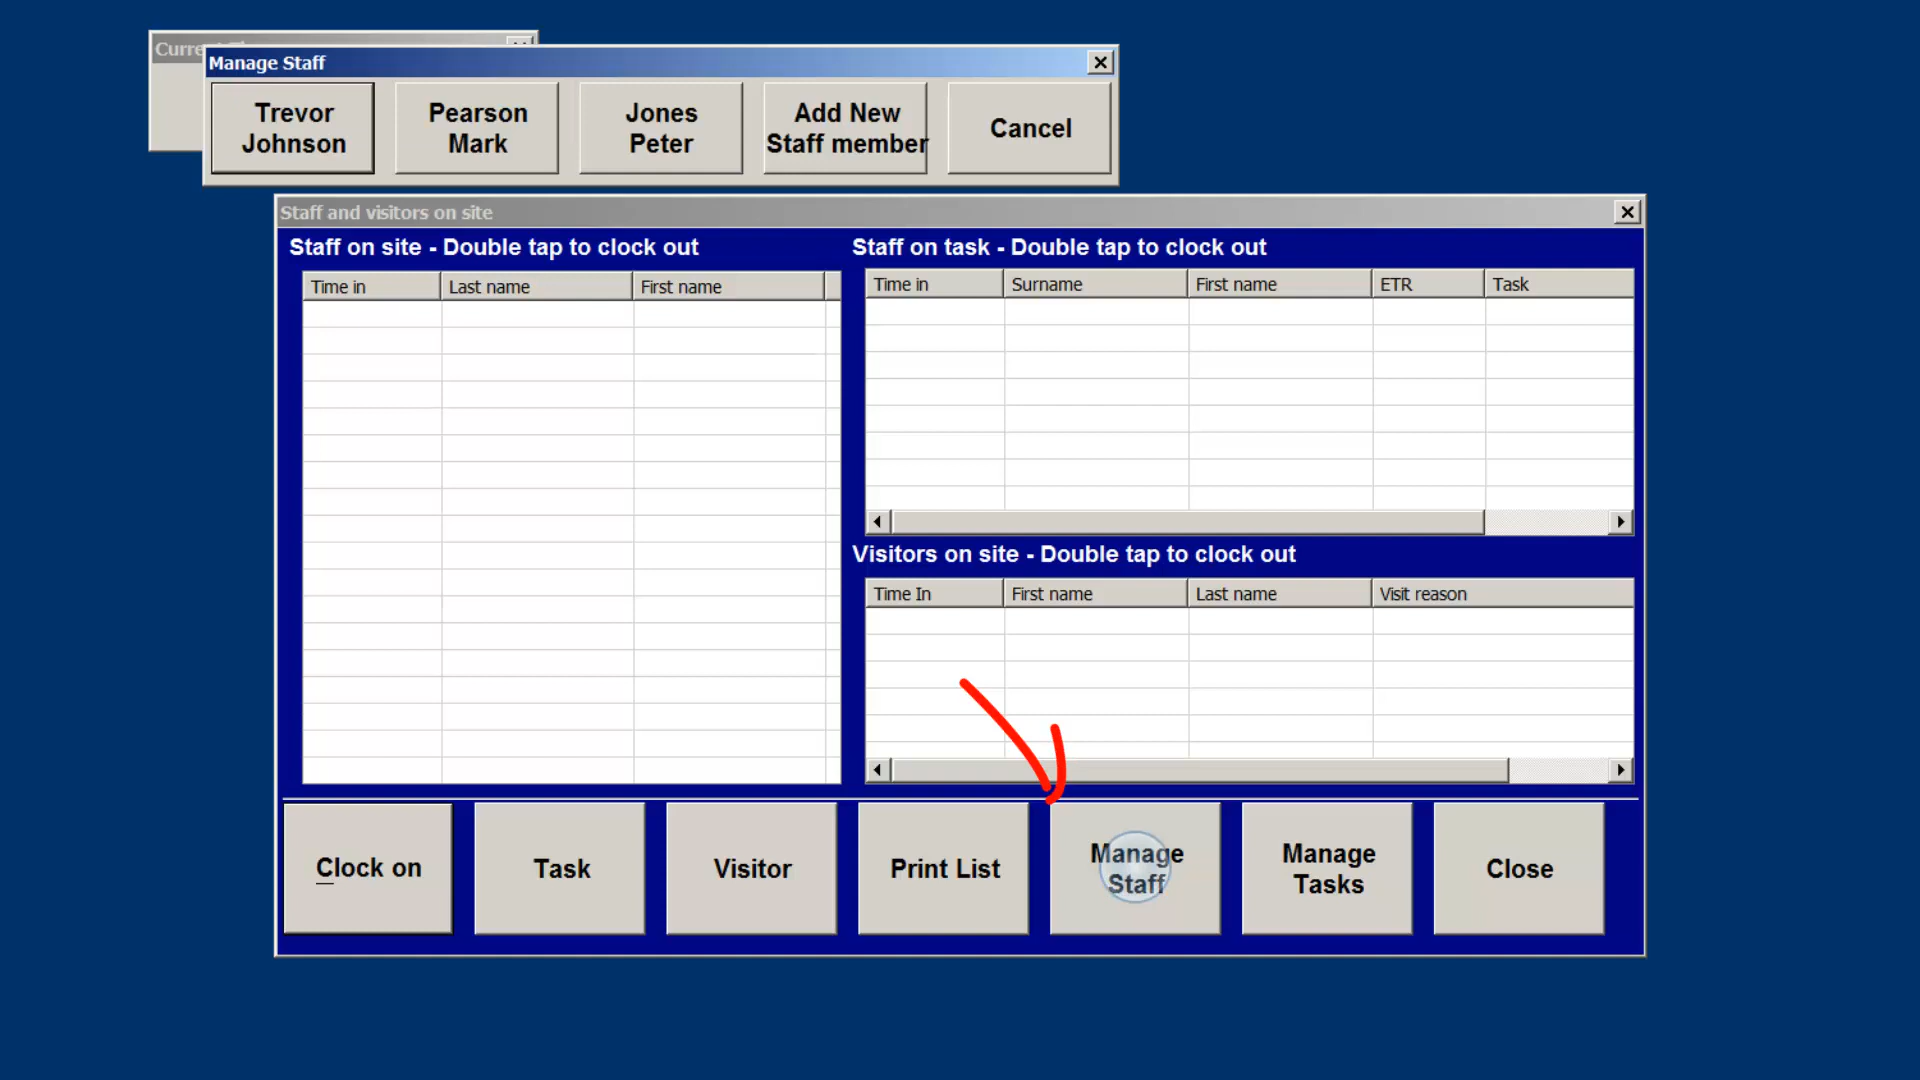 Curre
Manage Staff
Trevor
Johnson
Pearson
Mark
Jones
Peter
Add New
Staff member
Cancel
Staff and visitors on site
Staff on site - Double tap to clock out
Time in
Last name
First name
Staff on task - Double tap to clock out
Time in
Surname
First name
ETR
Task
Visitors on site - Double tap to clock out
Time In
First name
Last name
Visit reason
Clock on
Task
Visitor
Print List
Manage
Staff
Manage
Tasks
Close